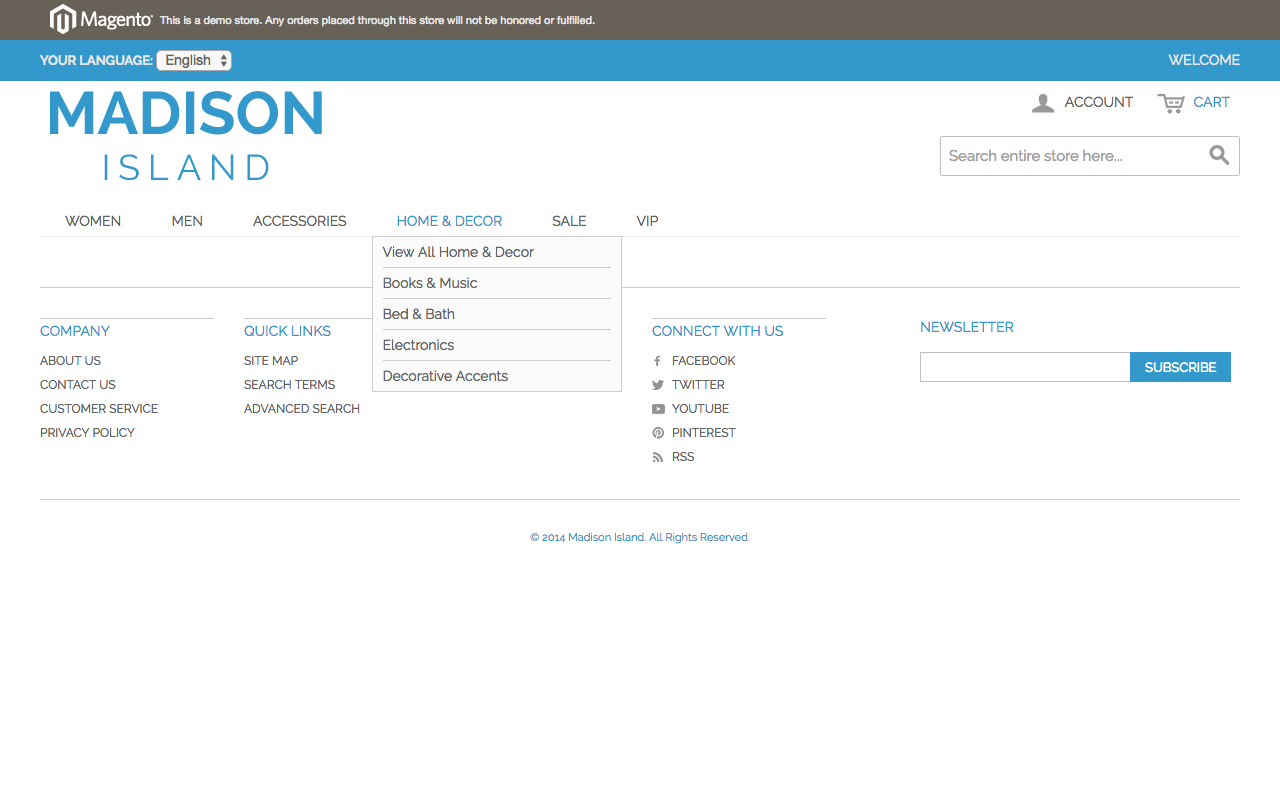 Magento This is a demo store. Any orders placed through this store will not be honored or fulfilled.
YOUR LANGUAGE: English
WELCOME
MADISON
ISLAND
ACCOUNT
CART
Search entire store here...
WOMEN
MEN
ACCESSORIES
HOME & DECOR
SALE
VIP
View All Home & Decor
Books & Music
Bed & Bath
Electronics
Decorative Accents
COMPANY
ABOUT US
CONTACT US
CUSTOMER SERVICE
PRIVACY POLICY
QUICK LINKS
SITE MAP
SEARCH TERMS
ADVANCED SEARCH
CONNECT WITH US
FACEBOOK
TWITTER
YOUTUBE
PINTEREST
RSS
NEWSLETTER
SUBSCRIBE
© 2014 Madison Island. All Rights Reserved.